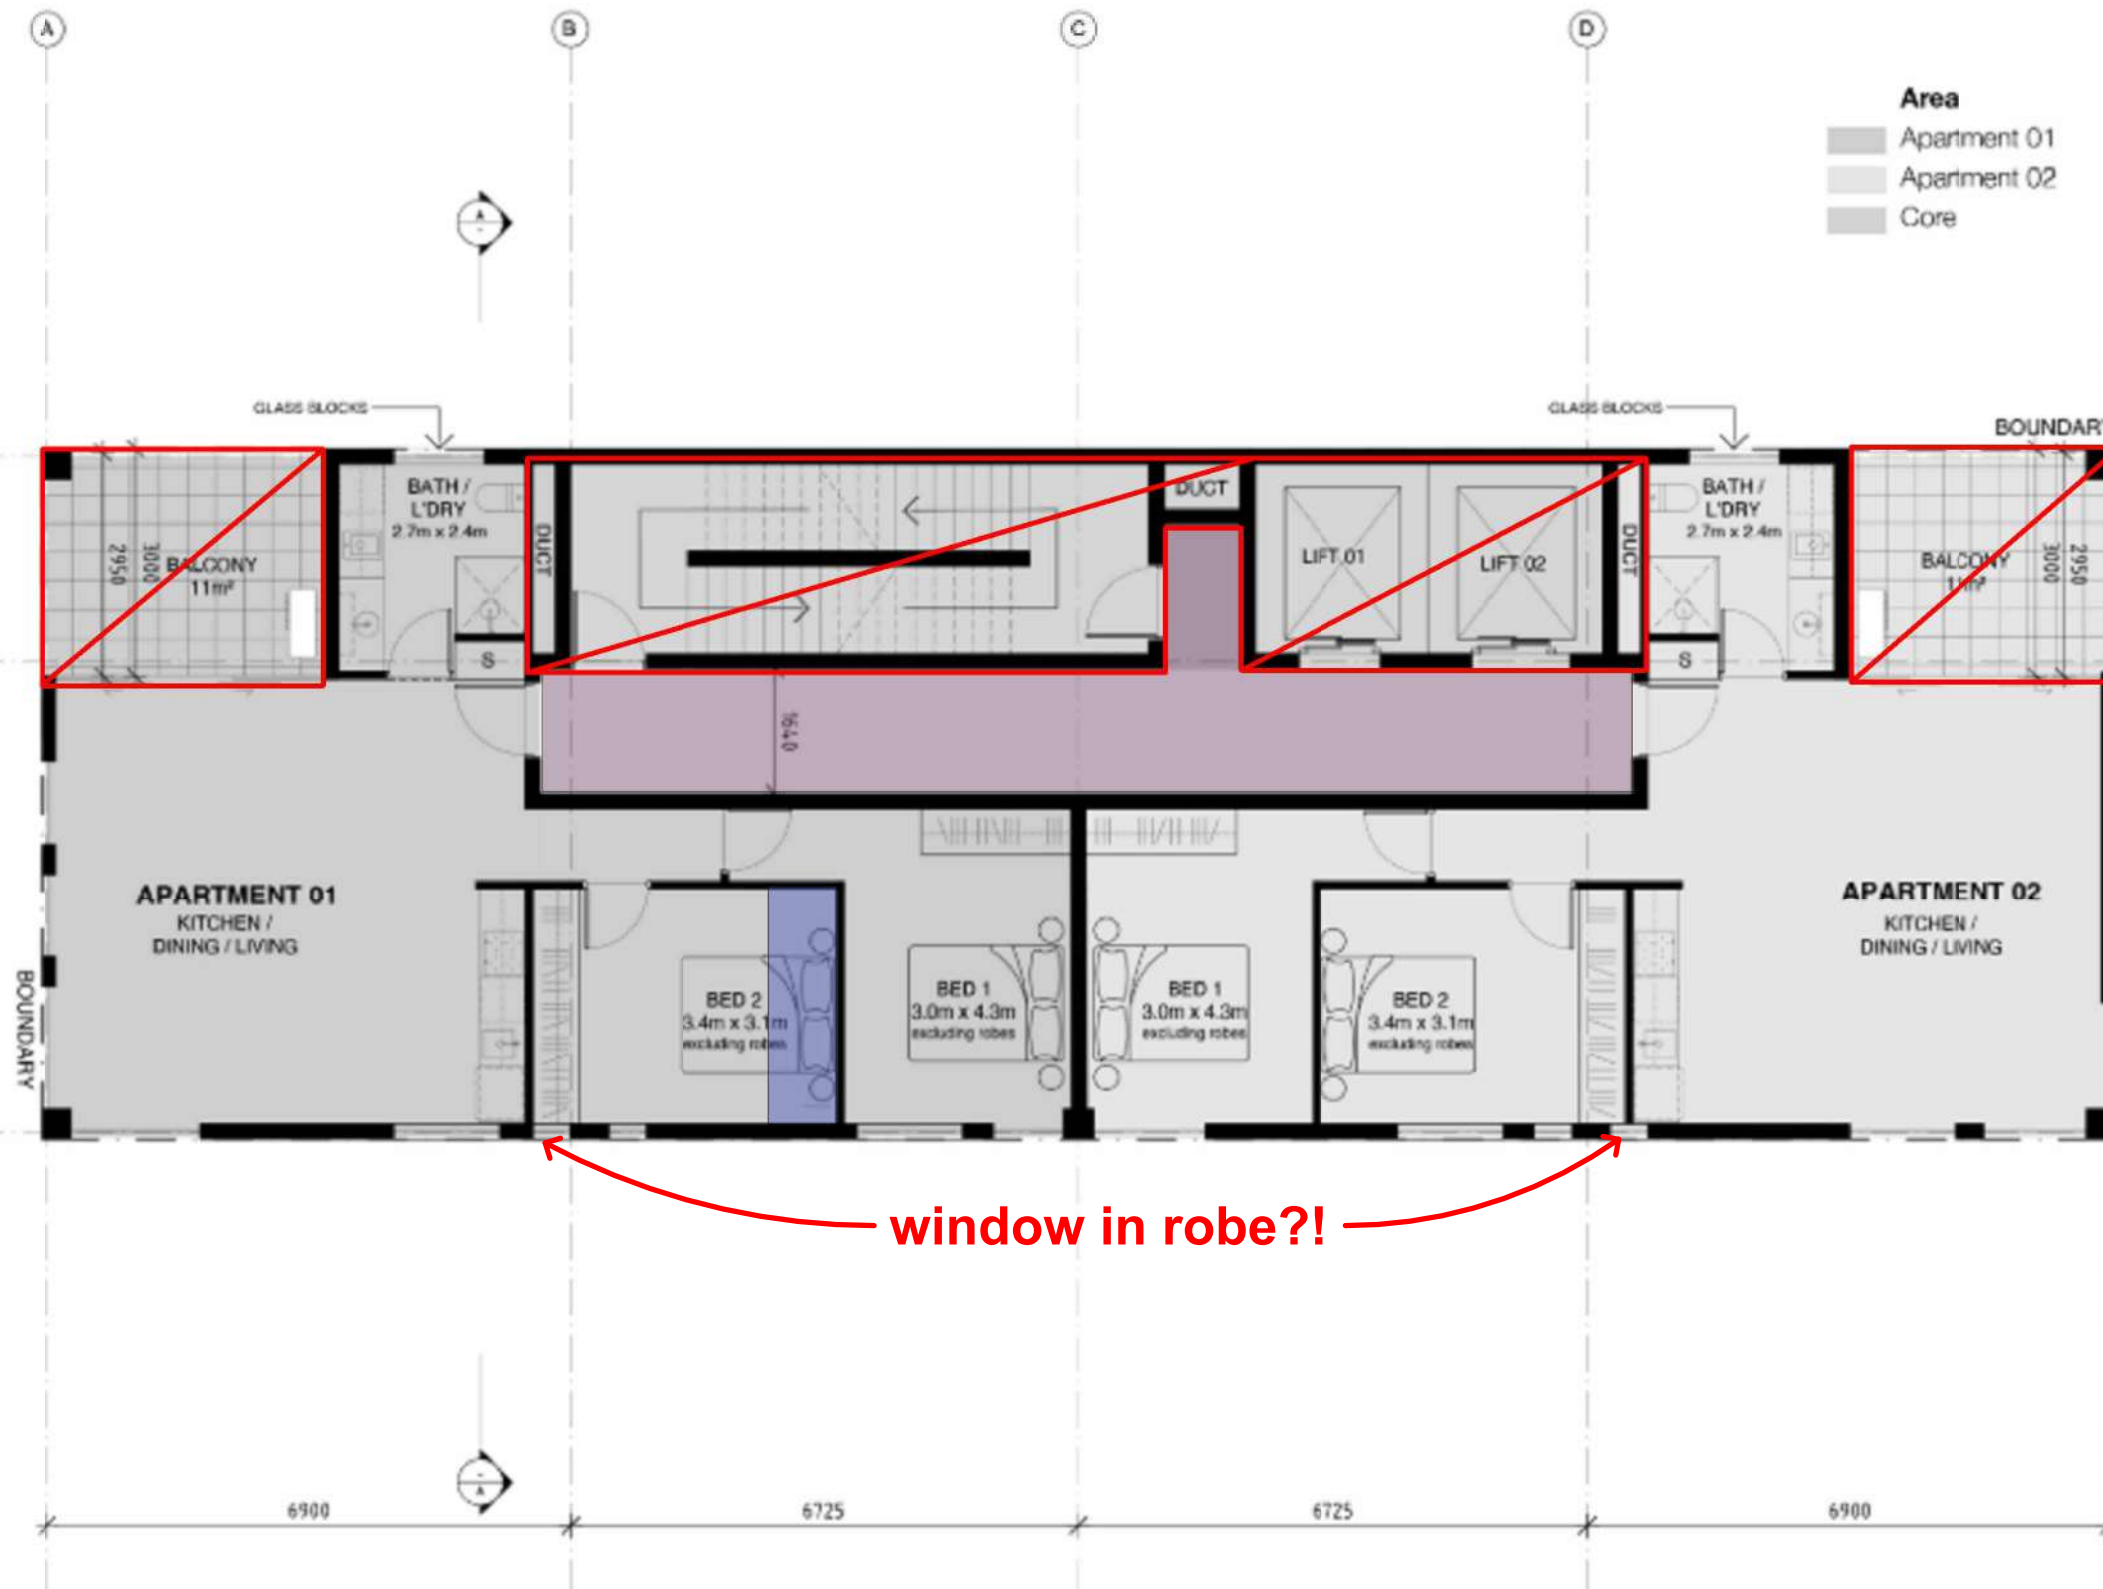 A
B
C
D
Area
Apartment 01
Apartment 02
Core
A
GLASS BLOCKS
GLASS BLOCKS
BOUNDARY
BATH /
L'DRY
2.7m x 2.4m
DUCT
DUCT
LIFT 01
LIFT 02
DUCT
BATH /
L'DRY
2.7m x 2.4m
2950
3000
BALCONY
11m²
BALCONY
11m²
3000
2950
S
S
1640
APARTMENT 01
KITCHEN /
DINING / LIVING
BED 2
3.4m x 3.1m
excluding robes
BED 1
3.0m x 4.3m
excluding robes
BED 1
3.0m x 4.3m
excluding robes
BED 2
3.4m x 3.1m
excluding robes
APARTMENT 02
KITCHEN /
DINING / LIVING
BOUNDARY
window in robe?!
A
6900
6725
6725
6900